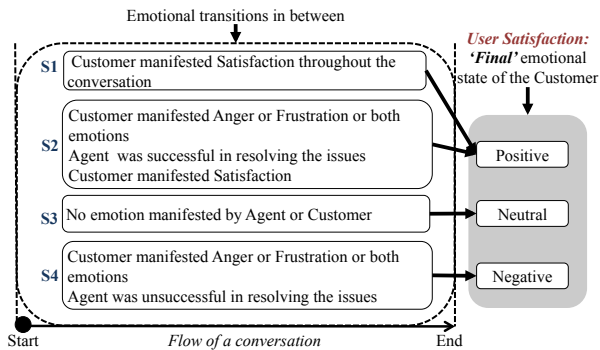 Emotional transitions in between
User Satisfaction:
‘Final’ emotional
state of the Customer
S1
Customer manifested Satisfaction throughout the
conversation
S2
Customer manifested Anger or Frustration or both
emotions
Agent was successful in resolving the issues
Customer manifested Satisfaction
Positive
S3
No emotion manifested by Agent or Customer
Neutral
S4
Customer manifested Anger or Frustration or both
emotions
Agent was unsuccessful in resolving the issues
Negative
Start
Flow of a conversation
End